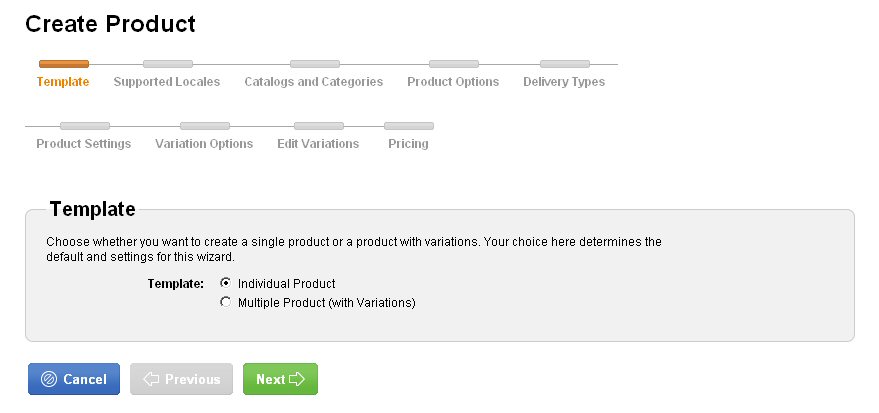 Create Product
Template Supported Locales Catalogs and Categories Product Options Delivery Types
Product Settings Variation Options Edit Variations Pricing
Template
Choose whether you want to create a single product or a product with variations. Your choice here determines the
default and settings for this wizard.
Template: Individual Product
Multiple Product (with Variations)
Cancel Previous Next